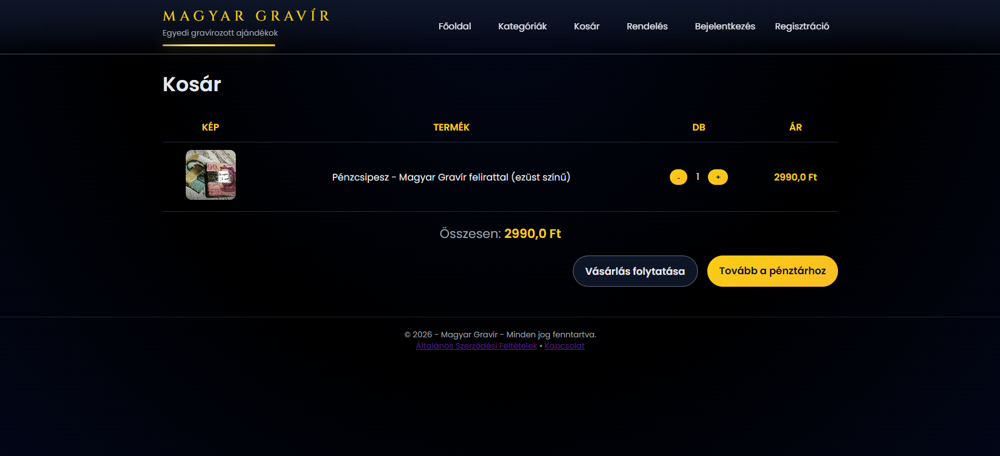 MAGYAR GRAVÍR
Egyedi gravírozott ajándékok
Főoldal Kategóriák Kosár Rendelés Bejelentkezés Regisztráció
Kosár
KÉP TERMÉK DB ÁR
Pénzcsipesz - Magyar Gravír felirattal (ezüst színű) - 1 + 2990,0 Ft
Összesen: 2990,0 Ft
Vásárlás folytatása Tovább a pénztárhoz
© 2026 - Magyar Gravír - Minden jog fenntartva.
Általános Szerződési Feltételek • Kapcsolat